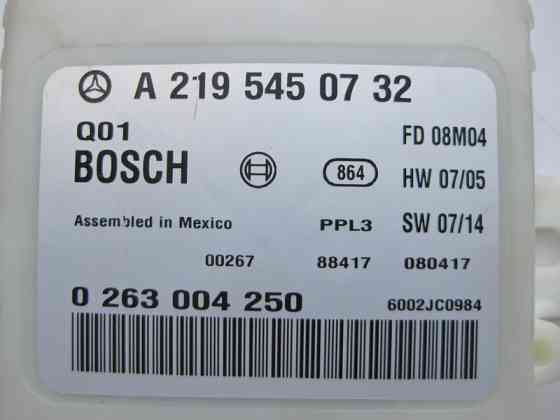 A 219 545 07 32
Q01 FD 08M04
BOSCH 864 HW 07/05
Assembled in Mexico PPL3 SW 07/14
00267 88417 080417
0 263 004 250 6002JC0984